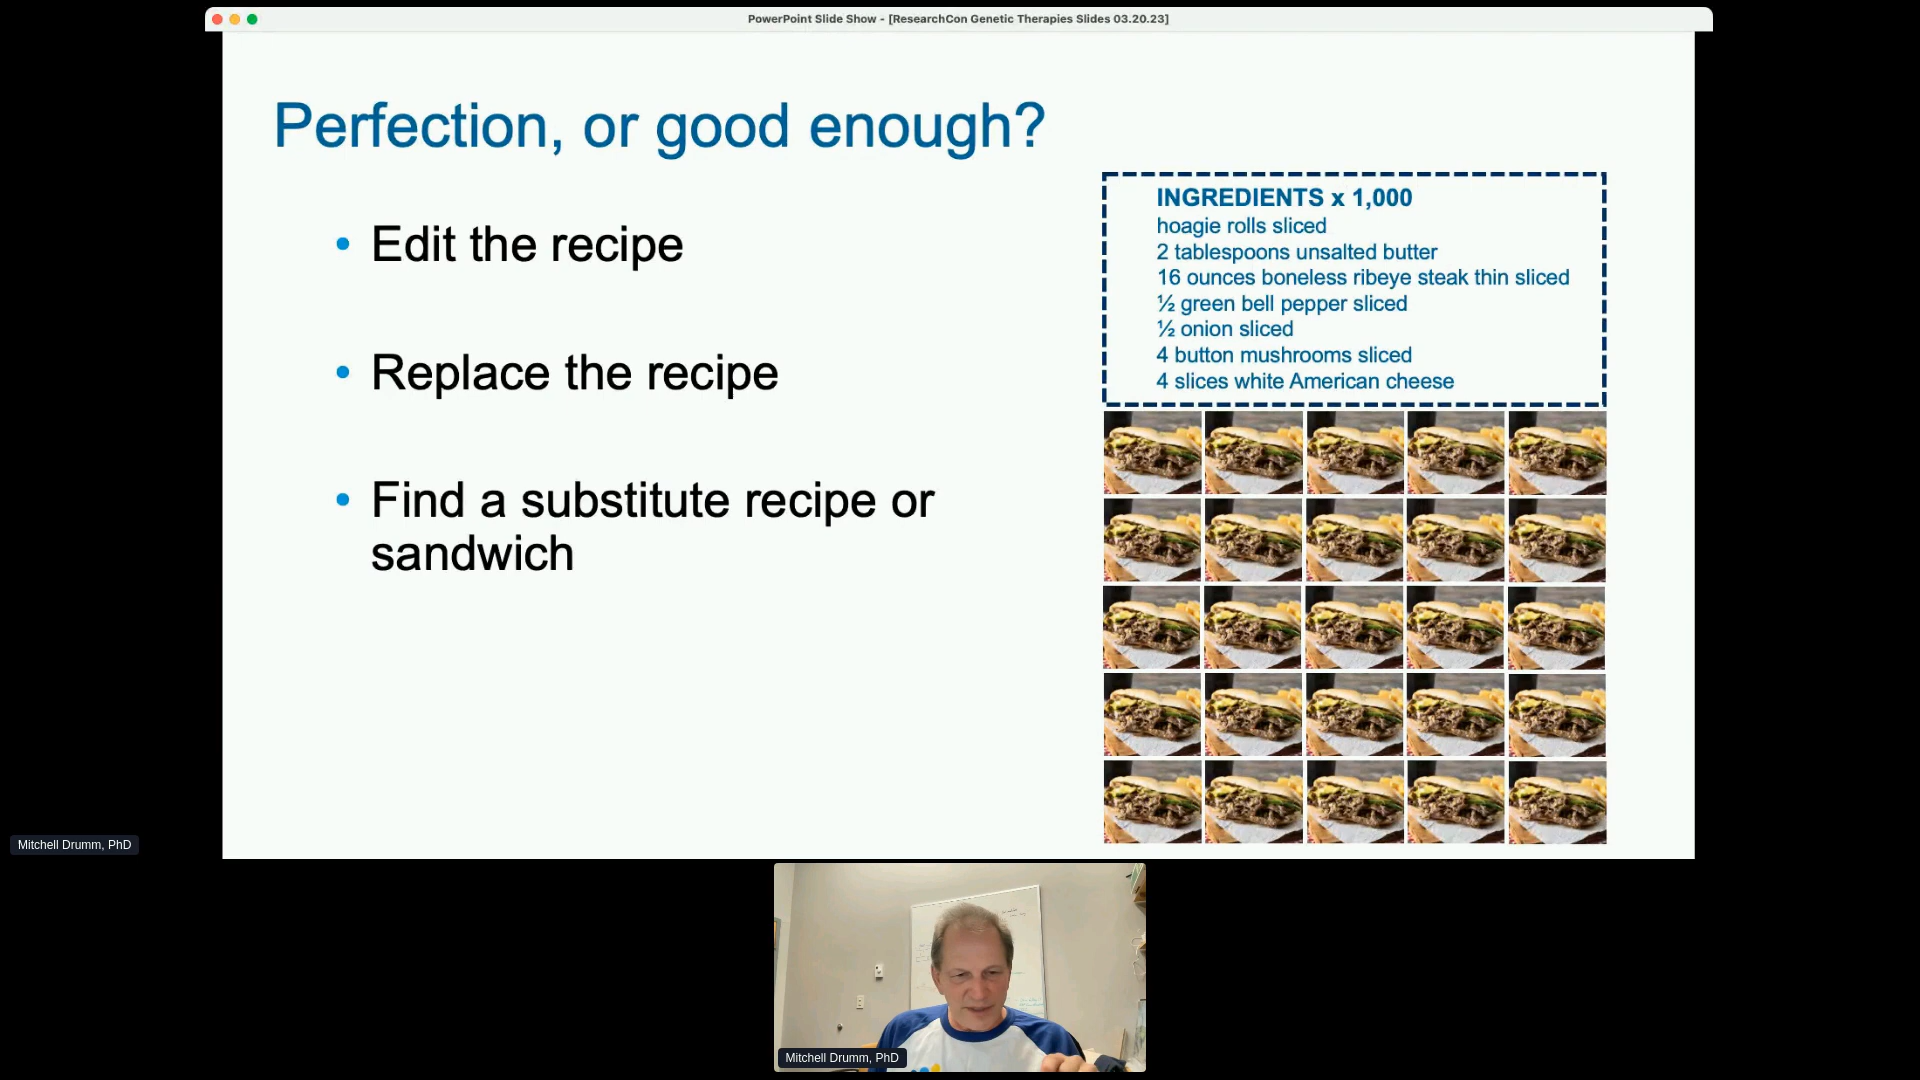 PowerPoint Slide Show - [ResearchCon Genetic Therapies Slides 03.20.23]
Perfection, or good enough?
• Edit the recipe
• Replace the recipe
• Find a substitute recipe or
sandwich
INGREDIENTS x 1,000
hoagie rolls sliced
2 tablespoons unsalted butter
16 ounces boneless ribeye steak thin sliced
½ green bell pepper sliced
½ onion sliced
4 button mushrooms sliced
4 slices white American cheese
Mitchell Drumm, PhD
Mitchell Drumm, PhD